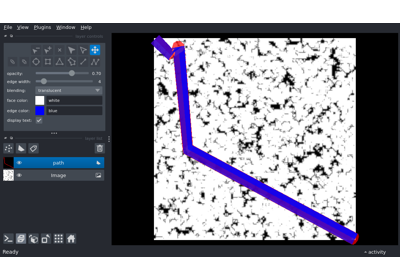 File View Plugins Window Help
opacity: 0.70
edge width: 4
blending: translucent
face color: white
edge color: blue
display text:
path
Image
Ready
activity